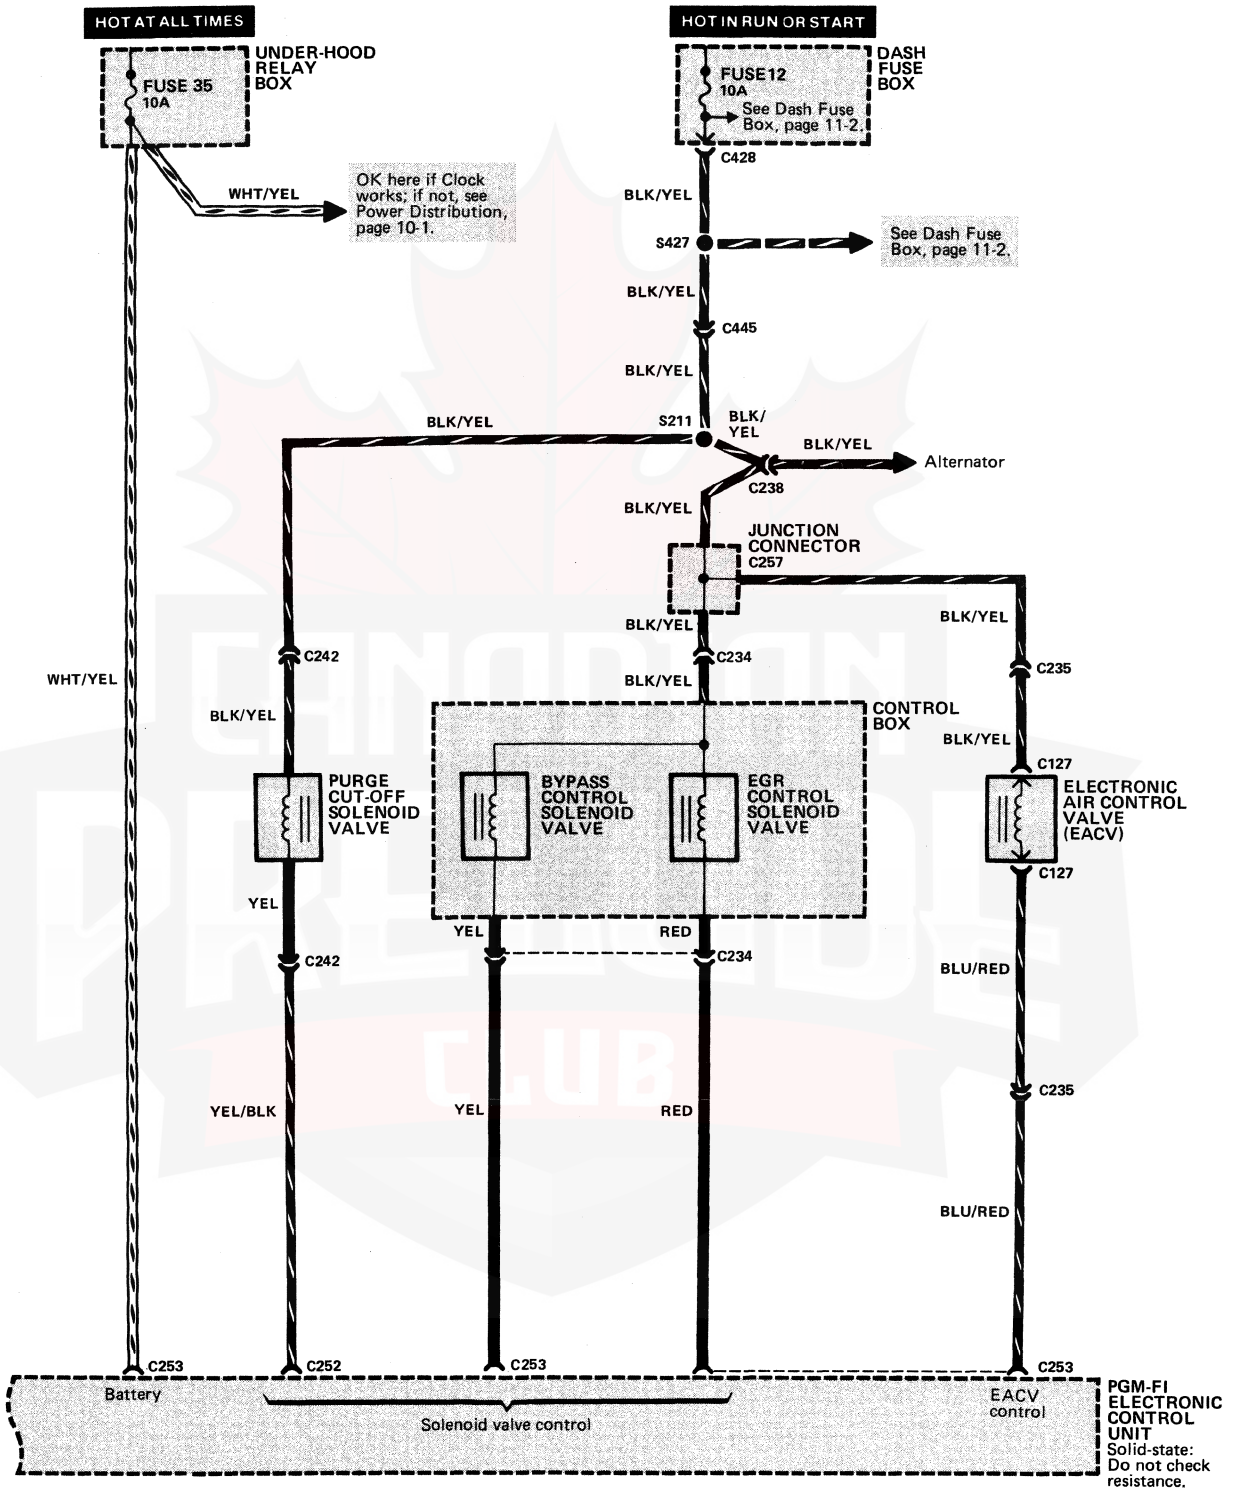 HOT AT ALL TIMES
HOT IN RUN OR START
UNDER-HOOD
RELAY
BOX
FUSE 35
10A
DASH
FUSE
BOX
FUSE12
10A
See Dash Fuse
Box, page 11-2.
C428
WHT/YEL
OK here if Clock
works; if not, see
Power Distribution,
page 10-1.
BLK/YEL
S427
See Dash Fuse
Box, page 11-2.
BLK/YEL
C445
BLK/YEL
BLK/YEL
S211
BLK/
YEL
BLK/YEL
Alternator
C238
BLK/YEL
JUNCTION
CONNECTOR
C257
BLK/YEL
BLK/YEL
C242
C234
C235
WHT/YEL
BLK/YEL
BLK/YEL
BLK/YEL
CONTROL
BOX
C127
PURGE
CUT-OFF
SOLENOID
VALVE
BYPASS
CONTROL
SOLENOID
VALVE
EGR
CONTROL
SOLENOID
VALVE
ELECTRONIC
AIR CONTROL
VALVE
(EACV)
C127
YEL
YEL
RED
C242
C234
BLU/RED
CANADIAN
PRELUDE
CLUB
C235
YEL/BLK
YEL
RED
BLU/RED
C253
C252
C253
C253
Battery
Solenoid valve control
EACV
control
PGM-FI
ELECTRONIC
CONTROL
UNIT
Solid-state:
Do not check
resistance.